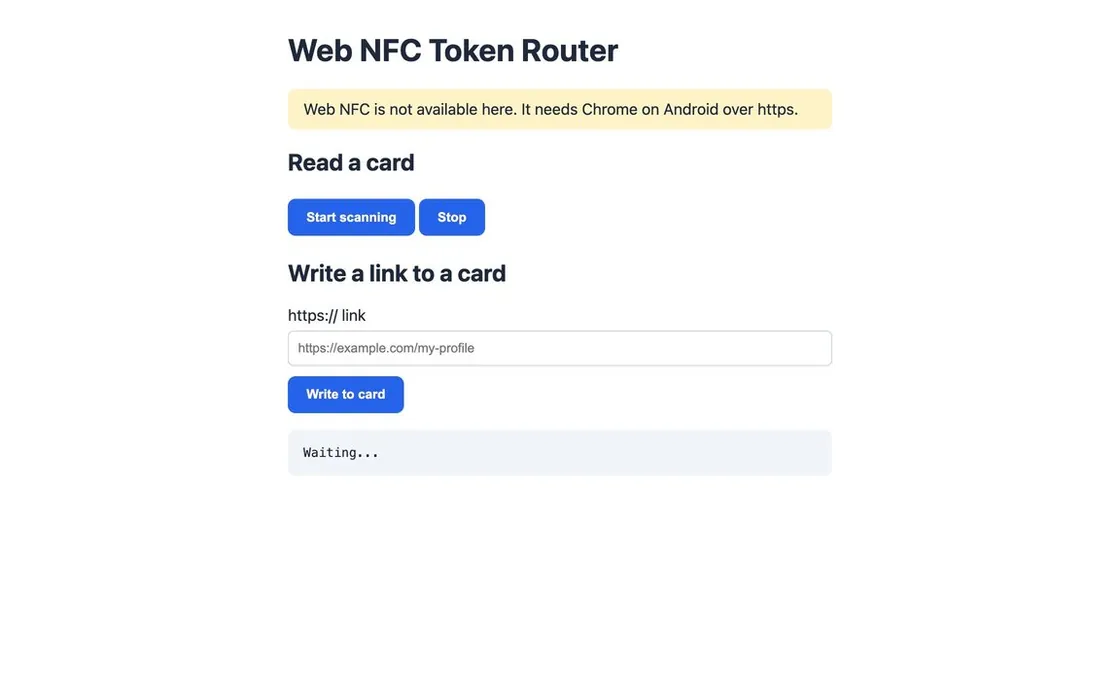 Web NFC Token Router
Web NFC is not available here. It needs Chrome on Android over https.
Read a card
Start scanning Stop
Write a link to a card
https:// link
https://example.com/my-profile
Write to card
Waiting...